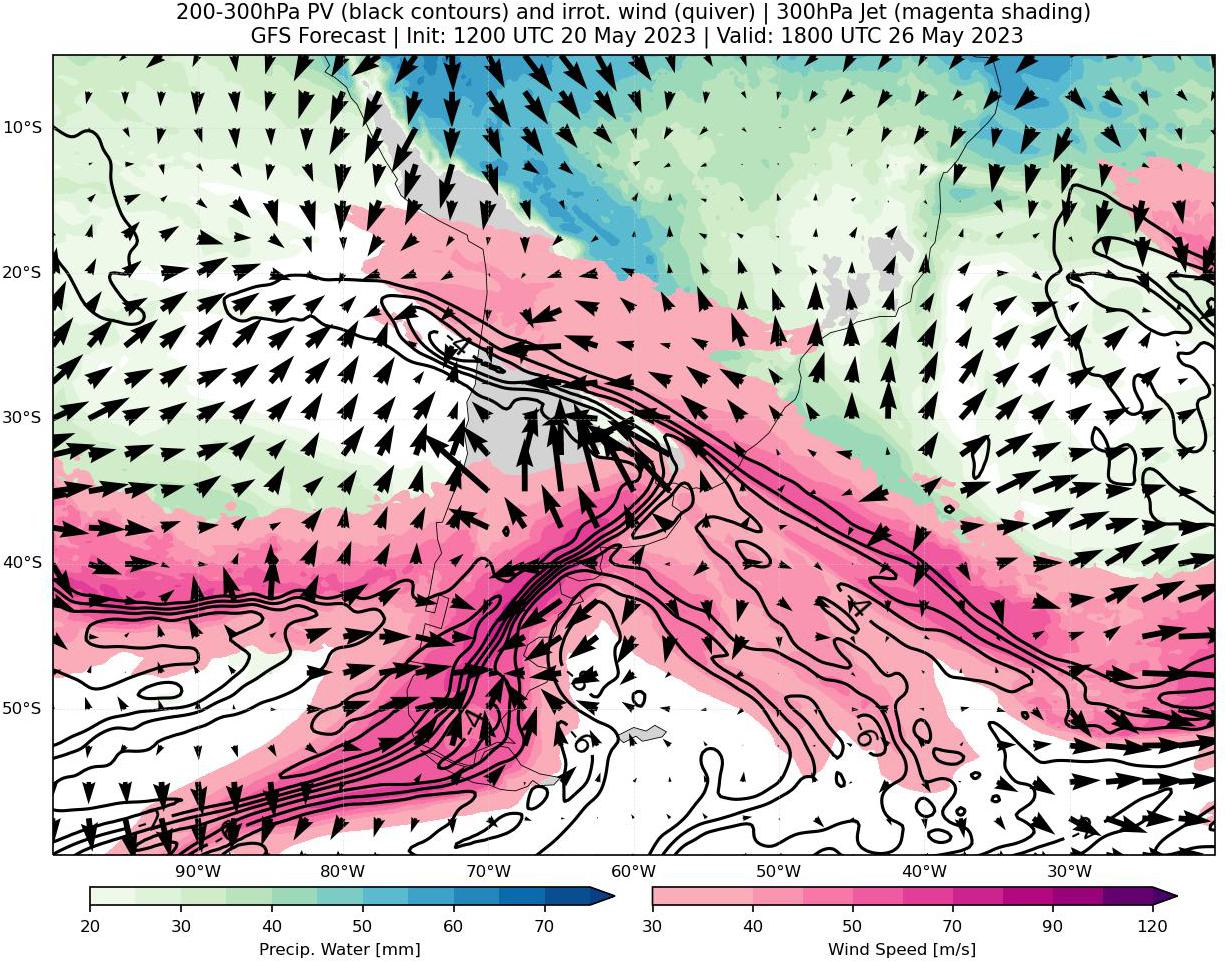 200-300hPa PV (black contours) and irrot. wind (quiver) | 300hPa Jet (magenta shading)
GFS Forecast | Init: 1200 UTC 20 May 2023 | Valid: 1800 UTC 26 May 2023
10°S
20°S
30°S
40°S
50°S
-4
-4
-4
-6
-6
90°W 80°W 70°W 60°W 50°W 40°W 30°W
20 30 40 50 60 70
Precip. Water [mm]
30 40 50 70 90 120
Wind Speed [m/s]